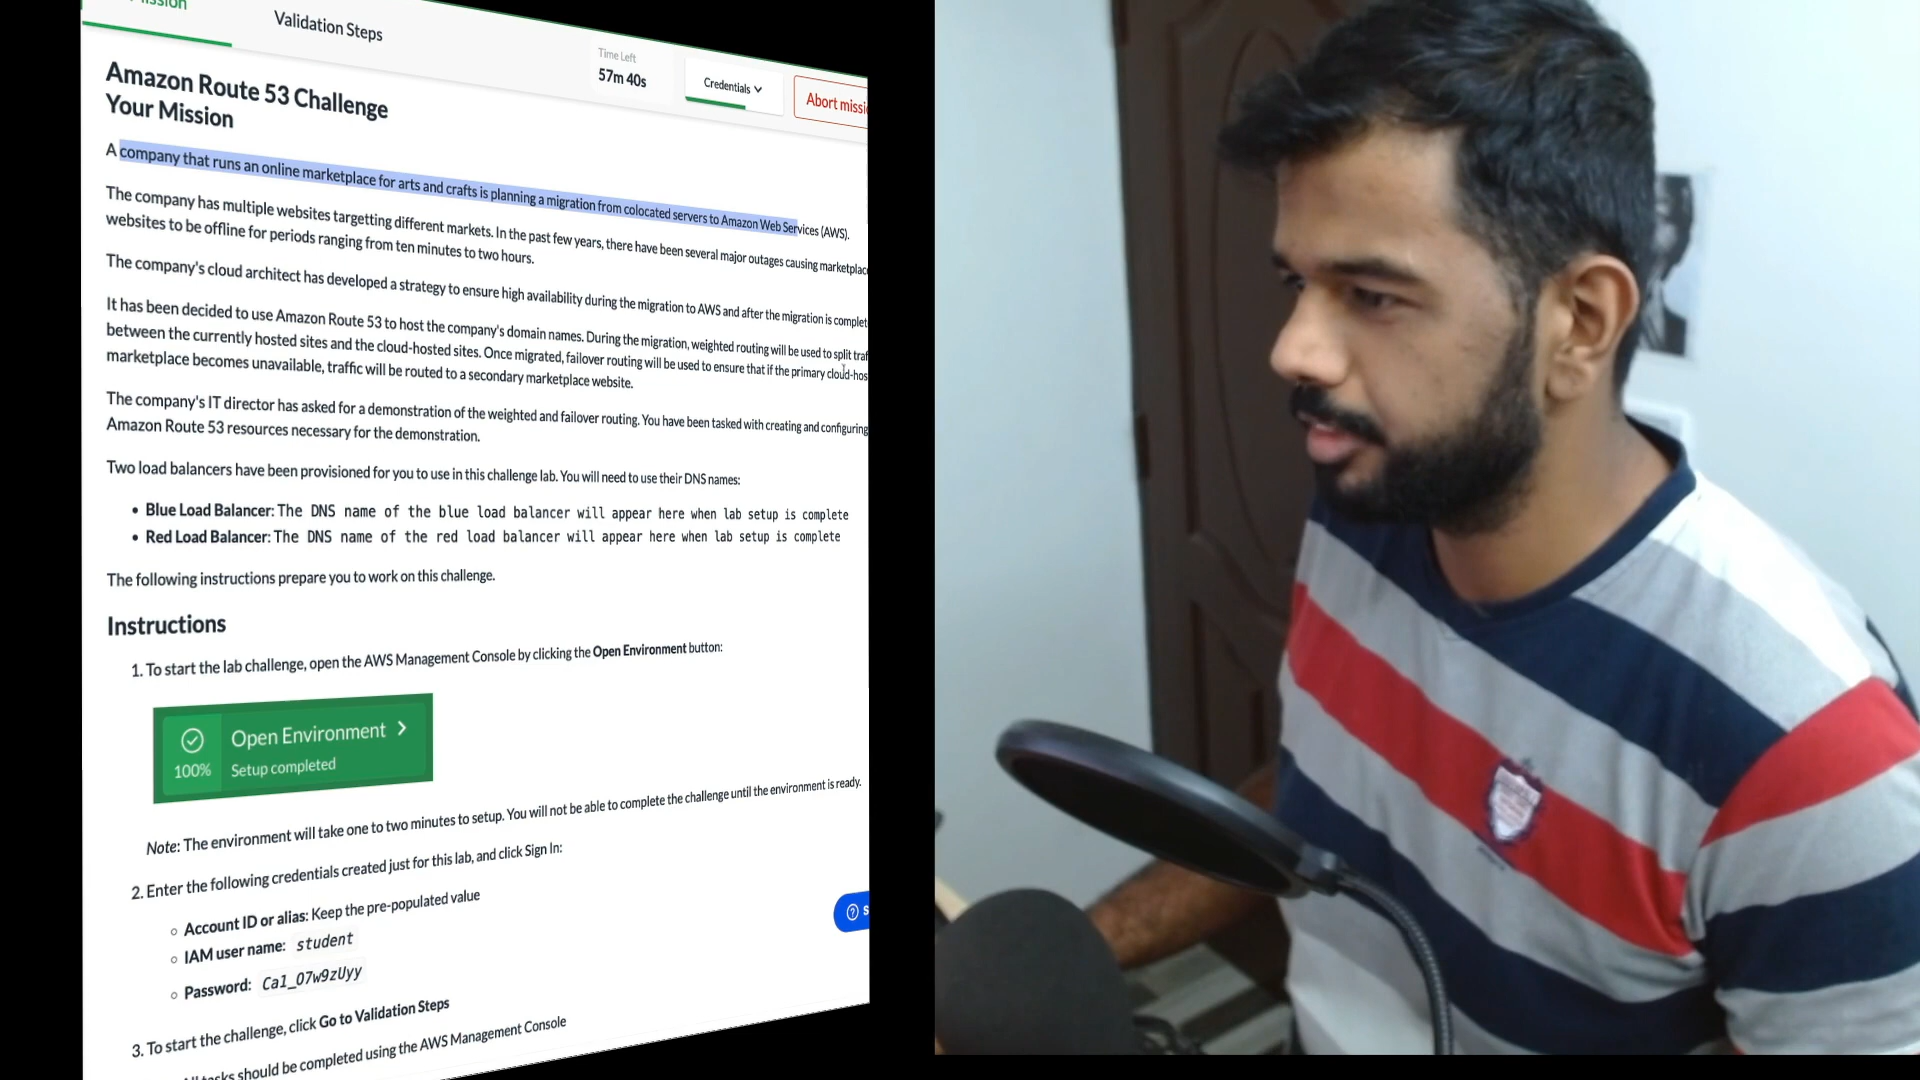 Validation Steps
Time Left
57m 40s
Credentials
Abort
Amazon Route 53 Challenge
Your Mission
A company that runs an online marketplace for arts and crafts is planning a migration from colocated servers to Amazon Web Services (AWS).
The company has multiple websites targetting different markets. In the past few years, there have been several major outages causing
websites to be offline for periods ranging from ten minutes to two hours.
The company's cloud architect has developed a strategy to ensure high availability during the migration to AWS and after the migration is
It has been decided to use Amazon Route 53 to host the company's domain names. During the migration, weighted routing will be used to split
between the currently hosted sites and the cloud-hosted sites. Once migrated, failover routing will be used to ensure that if the primary
marketplace becomes unavailable, traffic will be routed to a secondary marketplace website.
The company's IT director has asked for a demonstration of the weighted and failover routing. You have been tasked with creating and configuring
Amazon Route 53 resources necessary for the demonstration.
Two load balancers have been provisioned for you to use in this challenge lab. You will need to use their DNS names:
• Blue Load Balancer: The DNS name of the blue load balancer will appear here when lab setup is complete
• Red Load Balancer: The DNS name of the red load balancer will appear here when lab setup is complete
The following instructions prepare you to work on this challenge.
Instructions
1. To start the lab challenge, open the AWS Management Console by clicking the Open Environment button:
Open Environment
100% Setup completed
Note: The environment will take one to two minutes to setup. You will not be able to complete the challenge until the environment is ready.
2. Enter the following credentials created just for this lab, and click Sign In:
Account ID or alias: Keep the pre-populated value
IAM user name: student
Password: Ca1_O7w9zUyy
3. To start the challenge, click Go to Validation Steps
should be completed using the AWS Management Console